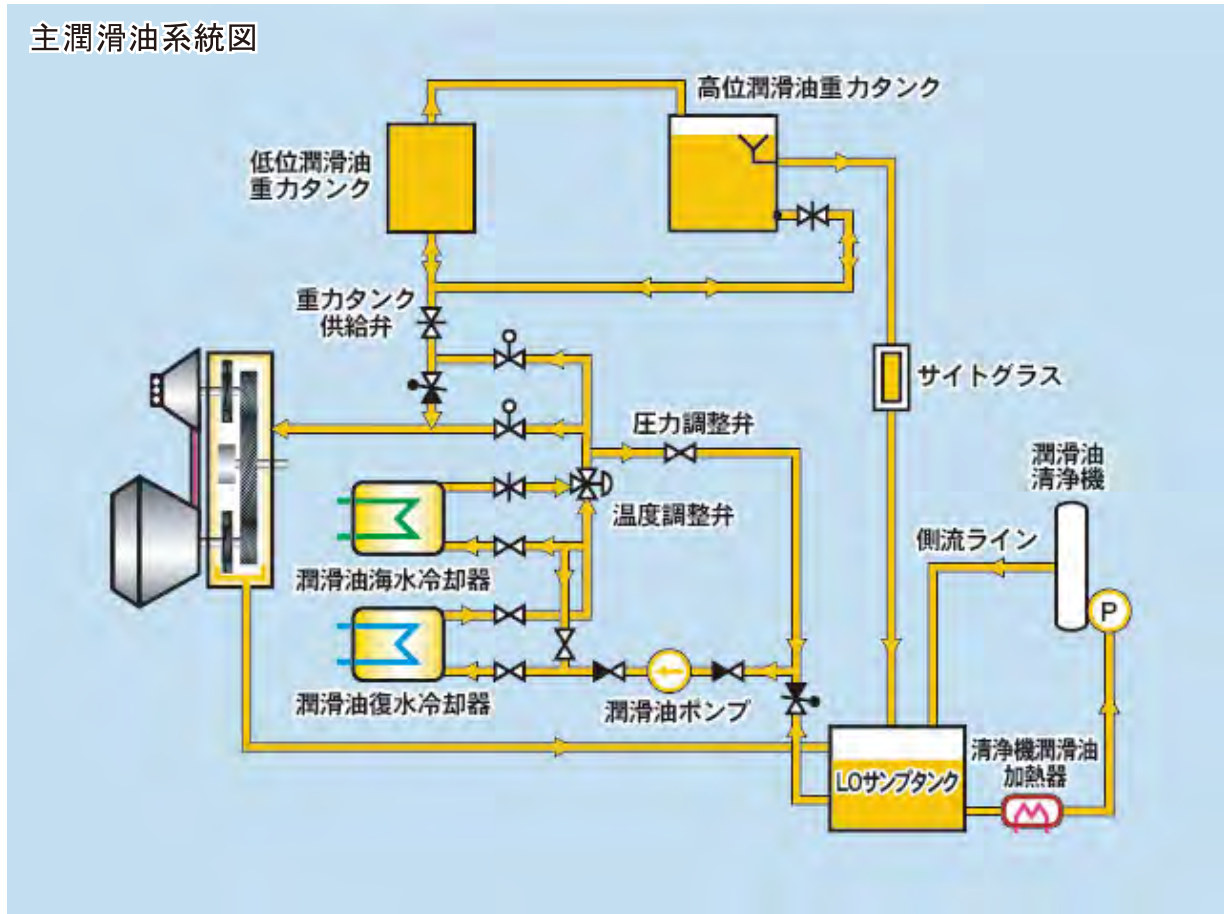 主潤滑油系統図
高位潤滑油重力タンク
低位潤滑油
重力タンク
重力タンク
供給弁
サイトグラス
圧力調整弁
潤滑油
清浄機
温度調整弁
側流ライン
潤滑油海水冷却器
P
潤滑油復水冷却器
潤滑油ポンプ
清浄機潤滑油
加熱器
LOサンプタンク